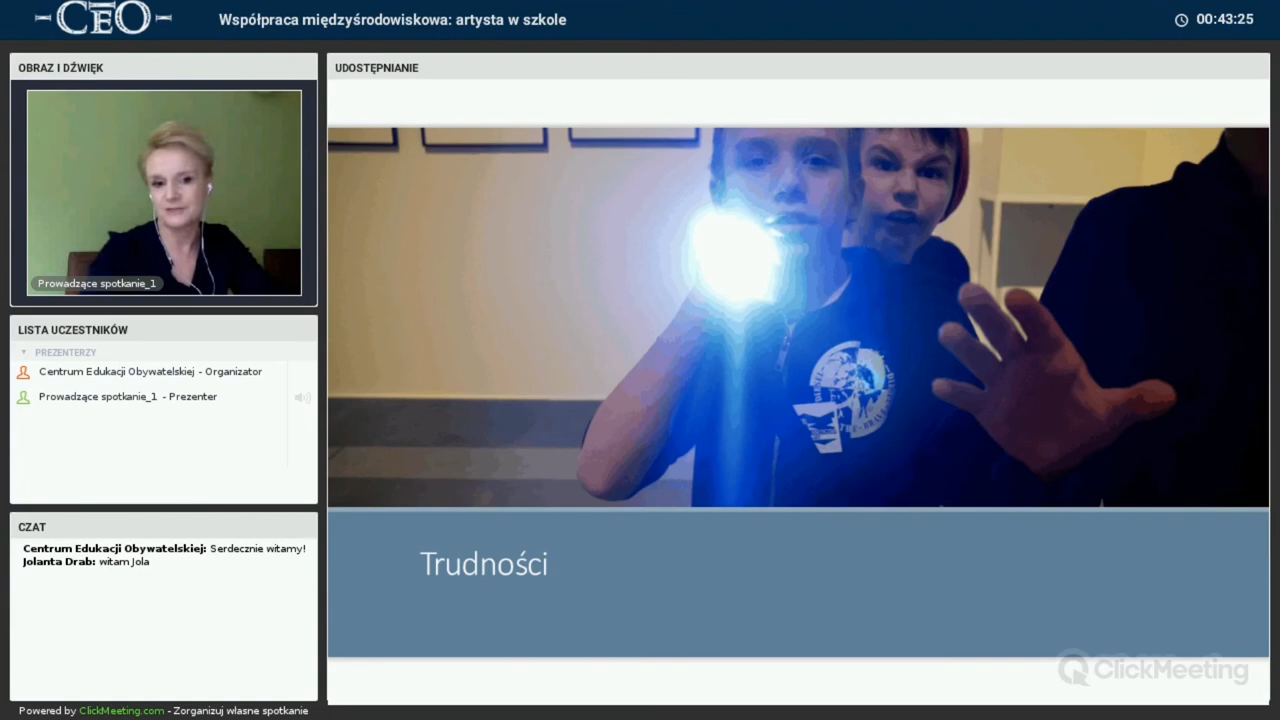 CEO
Współpraca międzyśrodowiskowa: artysta w szkole
00:43:25
OBRAZ I DŹWIĘK
Prowadzące spotkanie_1
LISTA UCZESTNIKÓW
PREZENTERZY
Centrum Edukacji Obywatelskiej - Organizator
Prowadzące spotkanie_1 - Prezenter
CZAT
Centrum Edukacji Obywatelskiej: Serdecznie witamy!
Jolanta Drab: witam Jola
UDOSTĘPNIANIE
Trudności
ClickMeeting
Powered by ClickMeeting.com - Zorganizuj własne spotkanie